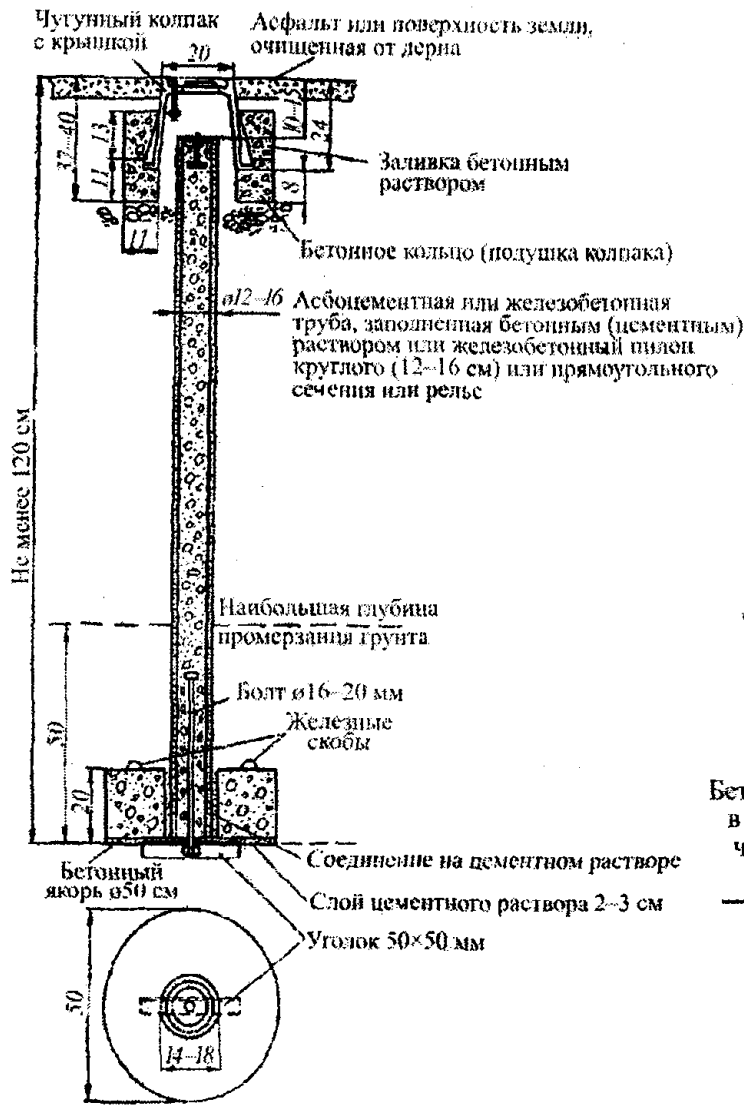 Чугунный колпак
с крышкой
20
Асфальт или поверхность земли,
очищенная от дерна
37–40
13
11
11
10–15
24
8
Заливка бетонным
раствором
Бетонное кольцо (подушка колпака)
ø12–16
Асбоцементная или железобетонная
труба, заполненная бетонным (цементным)
раствором или железобетонный пилон
круглого (12–16 см) или прямоугольного
сечения или рельс
Не менее 120 см
Наибольшая глубина
промерзания грунта
50
Болт ø16–20 мм
Железные
скобы
20
Бет
в
ч
Бетонный
якорь ø50 см
Соединение на цементном растворе
Слой цементного раствора 2–3 см
Уголок 50×50 мм
50
14–18